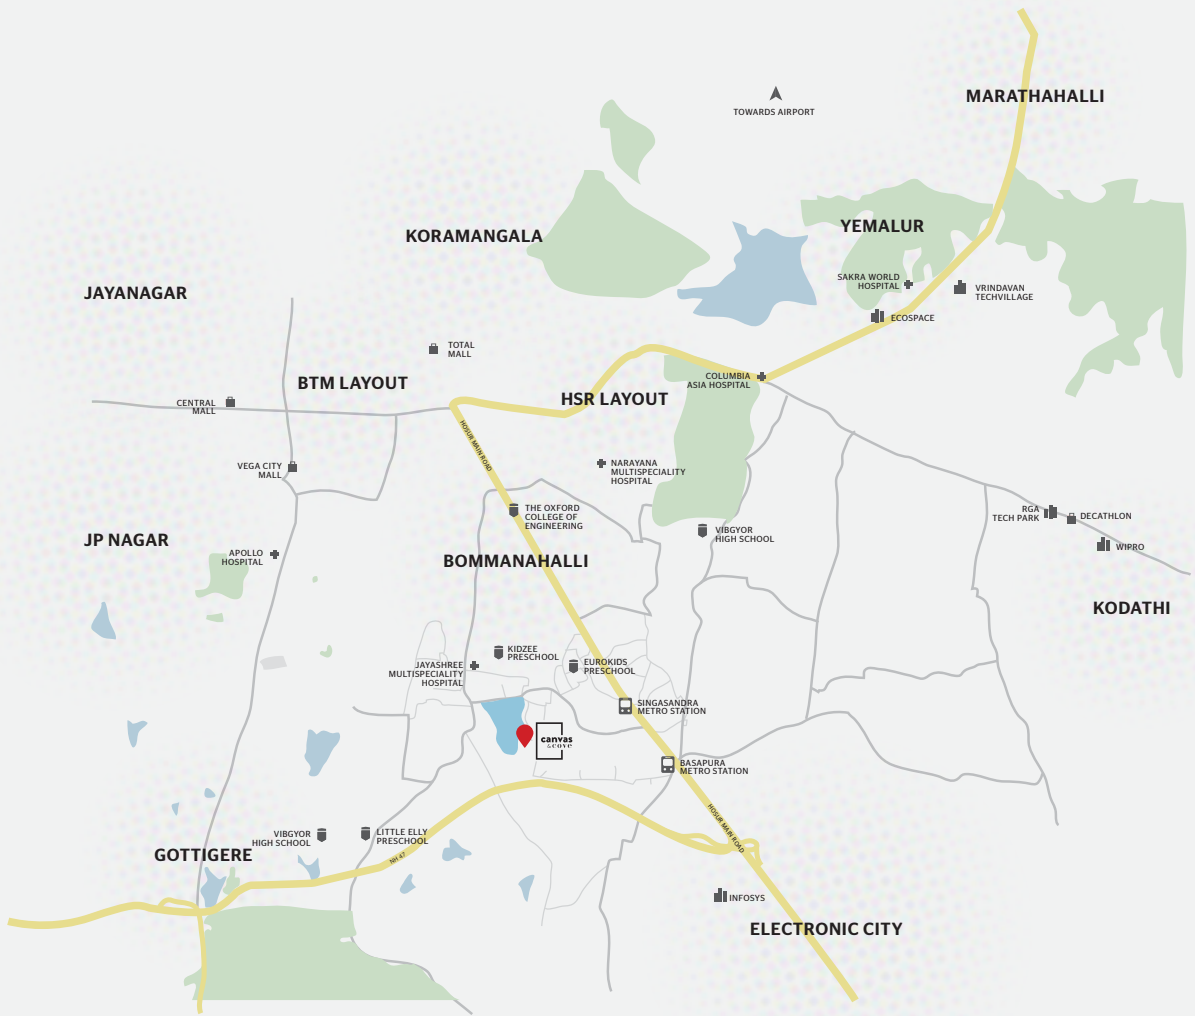 MARATHAHALLI
TOWARDS AIRPORT
YEMALUR
KORAMANGALA
SAKRA WORLD
HOSPITAL
VRINDAVAN
TECHVILLAGE
JAYANAGAR
ECOSPACE
TOTAL
MALL
BTM LAYOUT
COLUMBIA
ASIA HOSPITAL
HSR LAYOUT
CENTRAL
MALL
HOSUR MAIN ROAD
VEGA CITY
MALL
NARAYANA
MULTISPECIALITY
HOSPITAL
THE OXFORD
COLLEGE OF
ENGINEERING
RGA
TECH PARK
DECATHLON
VIBGYOR
HIGH SCHOOL
JP NAGAR
WIPRO
APOLLO
HOSPITAL
BOMMANAHALLI
KODATHI
KIDZEE
PRESCHOOL
JAYASHREE
MULTISPECIALITY
HOSPITAL
EUROKIDS
PRESCHOOL
SINGASANDRA
METRO STATION
canvas
&cove
BASAPURA
METRO STATION
HOSUR MAIN ROAD
VIBGYOR
HIGH SCHOOL
LITTLE ELLY
PRESCHOOL
GOTTIGERE
NH 47
INFOSYS
ELECTRONIC CITY